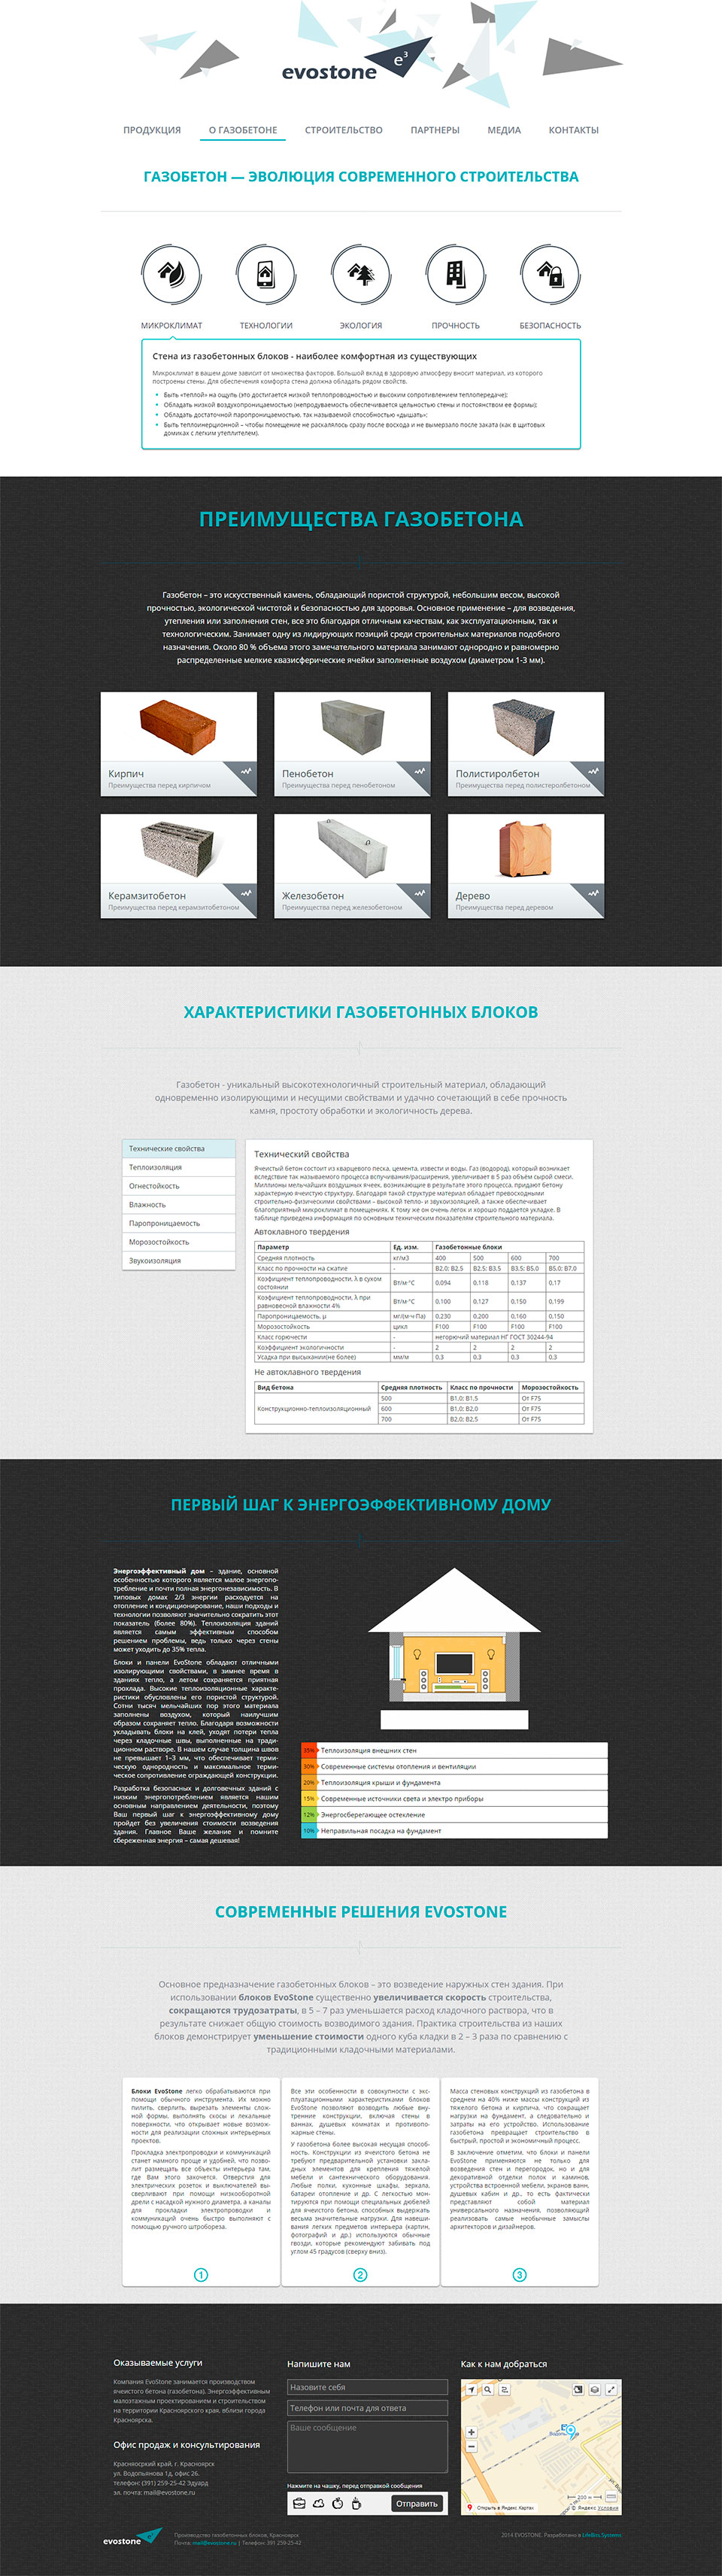 evostone e³
ПРОДУКЦИЯ О ГАЗОБЕТОНЕ СТРОИТЕЛЬСТВО ПАРТНЕРЫ МЕДИА КОНТАКТЫ
ГАЗОБЕТОН — ЭВОЛЮЦИЯ СОВРЕМЕННОГО СТРОИТЕЛЬСТВА
МИКРОКЛИМАТ ТЕХНОЛОГИИ ЭКОЛОГИЯ ПРОЧНОСТЬ БЕЗОПАСНОСТЬ
Стена из газобетонных блоков - наиболее комфортная из существующих
Микроклимат в вашем доме зависит от множества факторов. Большой вклад в здоровую атмосферу вносит материал, из которого
построены стены. Для обеспечения комфорта стена должна обладать рядом свойств.
Быть «теплой» на ощупь (это достигается низкой теплопроводностью и высоким сопротивлением теплопередаче);
Обладать низкой воздухопроницаемостью (непродуваемость обеспечивается цельностью стены и постоянством ее формы);
Обладать достаточной паропроницаемостью, так называемой способностью «дышать»;
Быть теплоинерционной – чтобы помещение не раскалялось сразу после восхода и не вымерзало после заката (как в щитовых
домиках с легким утеплителем).
ПРЕИМУЩЕСТВА ГАЗОБЕТОНА
Газобетон – это искусственный камень, обладающий пористой структурой, небольшим весом, высокой
прочностью, экологической чистотой и безопасностью для здоровья. Основное применение – для возведения,
утепления или заполнения стен, все это благодаря отличным качествам, как эксплуатационным, так и
технологическим. Занимает одну из лидирующих позиций среди строительных материалов подобного
назначения. Около 80 % объема этого замечательного материала занимают однородно и равномерно
распределенные мелкие квазисферические ячейки заполненные воздухом (диаметром 1-3 мм).
Кирпич
Преимущества перед кирпичом
Пенобетон
Преимущества перед пенобетоном
Полистиролбетон
Преимущества перед полистиролбетоном
Керамзитобетон
Преимущества перед керамзитобетоном
Железобетон
Преимущества перед железобетоном
Дерево
Преимущества перед деревом
ХАРАКТЕРИСТИКИ ГАЗОБЕТОННЫХ БЛОКОВ
Газобетон - уникальный высокотехнологичный строительный материал, обладающий
одновременно изолирующими и несущими свойствами и удачно сочетающий в себе прочность
камня, простоту обработки и экологичность дерева.
Технические свойства
Теплоизоляция
Огнестойкость
Влажность
Паропроницаемость
Морозостойкость
Звукоизоляция
Технический свойства
Ячеистый бетон состоит из кварцевого песка, цемента, извести и воды. Газ (водород), который возникает
вследствие так называемого процесса вспучивания/расширения, увеличивает в 5 раз объём сырой смеси.
Миллионы мельчайших воздушных ячеек, возникающие в результате этого процесса, придают бетону
характерную ячеистую структуру. Благодаря такой структуре материал обладает превосходными
строительно-физическими свойствами – высокой тепло- и звукоизоляцией, а также обеспечивает
благоприятный микроклимат в помещениях. К тому же он очень легок и хорошо поддается укладке. В
таблице приведена информация по основным техническим показателям строительного материала.
Автоклавного твердения
Параметр Ед. изм. Газобетонные блоки
Средняя плотность кг/м3 400 500 600 700
Класс по прочности на сжатие - B2,0; B2,5 B2,5; B3,5 B3,5; B5,0 B5,0; B7,0
Коэфициент теплопроводности, λ в сухом
состоянии Вт/м·°С 0,094 0,118 0,137 0,17
Коэфициент теплопроводности, λ при
равновесной влажности 4% Вт/м·°С 0,100 0,127 0,150 0,199
Паропроницаемость, μ мг/(м·ч·Па) 0,230 0,200 0,160 0,150
Морозостойкость цикл F100 F100 F100 F100
Класс горючести - негорючий материал НГ ГОСТ 30244-94
Коэффициент экологичности - 2 2 2 2
Усадка при высыхании(не более) мм/м 0,3 0,3 0,3 0,3
Не автоклавного твердения
Вид бетона Средняя плотность Класс по прочности Морозостойкость
Конструкционно-теплоизоляционный
500 B1,0; B1,5 От F75
600 B1,0; B2,0 От F75
700 B2,0; B2,5 От F75
ПЕРВЫЙ ШАГ К ЭНЕРГОЭФФЕКТИВНОМУ ДОМУ
Энергоэффективный дом – здание, основной
особенностью которого является малое энергопо-
требление и почти полная энергонезависимость. В
типовых домах 2/3 энергии расходуется на
отопление и кондиционирование, наши подходы и
технологии позволяют значительно сократить этот
показатель (более 80%). Теплоизоляция зданий
является самым эффективным способом
решением проблемы, ведь только через стены
может уходить до 35% тепла.
Блоки и панели EvoStone обладают отличными
изолирующими свойствами, в зимнее время в
зданиях тепло, а летом сохраняется приятная
прохлада. Высокие теплоизоляционные характе-
ристики обусловлены его пористой структурой.
Сотни тысяч мельчайших пор этого материала
заполнены воздухом, который наилучшим
образом сохраняет тепло. Благодаря возможности
укладывать блоки на клей, уходят потери тепла
через кладочные швы, выполненные на тради-
ционном растворе. В нашем случае толщина швов
не превышает 1–3 мм, что обеспечивает терми-
ческую однородность и максимальное терми-
ческое сопротивление ограждающей конструкции.
Разработка безопасных и долговечных зданий с
низким энергопотреблением является нашим
основным направлением деятельности, поэтому
Ваш первый шаг к энергоэффективному дому
пройдет без увеличения стоимости возведения
здания. Главное Ваше желание и помните
сбереженная энергия – самая дешевая!
35% Теплоизоляция внешних стен
30% Современные системы отопления и вентиляции
20% Теплоизоляция крыши и фундамента
15% Современные источники света и электро приборы
12% Энергосберегающее остекление
10% Неправильная посадка на фундамент
СОВРЕМЕННЫЕ РЕШЕНИЯ EVOSTONE
Основное предназначение газобетонных блоков – это возведение наружных стен здания. При
использовании блоков EvoStone существенно увеличивается скорость строительства,
сокращаются трудозатраты, в 5 – 7 раз уменьшается расход кладочного раствора, что в
результате снижает общую стоимость возводимого здания. Практика строительства из наших
блоков демонстрирует уменьшение стоимости одного куба кладки в 2 – 3 раза по сравнению с
традиционными кладочными материалами.
Блоки EvoStone легко обрабатываются при
помощи обычного инструмента. Их можно
пилить, сверлить, вырезать элементы слож-
ной формы, выполнять скосы и лекальные
поверхности, что открывает новые возмож-
ности для реализации сложных интерьерных
проектов.
Прокладка электропроводки и коммуникаций
станет намного проще и удобней, что позво-
лит размещать все объекты интерьера там,
где Вам этого захочется. Отверстия для
электрических розеток и выключателей вы-
сверливают при помощи низкооборотной
дрели с насадкой нужного диаметра, а каналы
для прокладки электропроводки и
коммуникаций очень быстро выполняют с
помощью ручного штробореза.
1
Все эти особенности в совокупности с экс-
плуатационными характеристиками блоков
EvoStone позволяют возводить любые вну-
тренние конструкции, включая стены в
ванных, душевых комнатах и противопо-
жарные стены.
У газобетона более высокая несущая способ-
ность. Конструкции из ячеистого бетона не
требуют предварительной установки закла-
дных элементов для крепления тяжелой
мебели и сантехнического оборудования.
Любые полки, кухонные шкафы, зеркала,
батареи отопление и др. С легкостью мон-
тируются при помощи специальных дюбелей
для ячеистого бетона, способных выдержать
весьма значительные нагрузки. Для навеши-
вания легких предметов интерьера (картин,
фотографий и др.) используются обычные
гвозди, которые рекомендуют забивать под
углом 45 градусов (сверху вниз).
2
Масса стеновых конструкций из газобетона в
среднем на 40% ниже массы конструкций из
тяжелого бетона и кирпича, что сокращает
нагрузки на фундамент, а следовательно и
затраты на его устройство. Использование
газобетона превращает строительство в
быстрый, простой и экономичный процесс.
В заключение отметим, что блоки и панели
EvoStone применяются не только для
возведения стен и перегородок, но и для
декоративной отделки полок и каминов,
устройства встроенной мебели, экранов ванн,
душевых кабин и др., то есть фактически
представляют собой материал
универсального назначения, позволяющий
реализовать самые необычные замыслы
архитекторов и дизайнеров.
3
Оказываемые услуги
Компания EvoStone занимается производством
ячеистого бетона (газобетона). Энергоэффективным
малоэтажным проектированием и строительством
на территории Красноярского края, вблизи города
Красноярска.
Офис продаж и консультирования
Красняосркий край, г. Красноярск
ул. Водопьянова 1д, офис 26.
телефон: (391) 259-25-42 Эдуард
эл. почта: mail@evostone.ru
Напишите нам
Назовите себя
Телефон или почта для ответа
Ваше сообщение
Нажмите на чашку, перед отправкой сообщения
Отправить
Как к нам добраться
200 м
Открыть в Яндекс.Картах
© Яндекс Условия
evostone e³
Производство газобетонных блоков, Красноярск
Почта: mail@evostone.ru | Телефон: 391 259-25-42
2014 EVOSTONE. Разработано в LifeBits.Systems